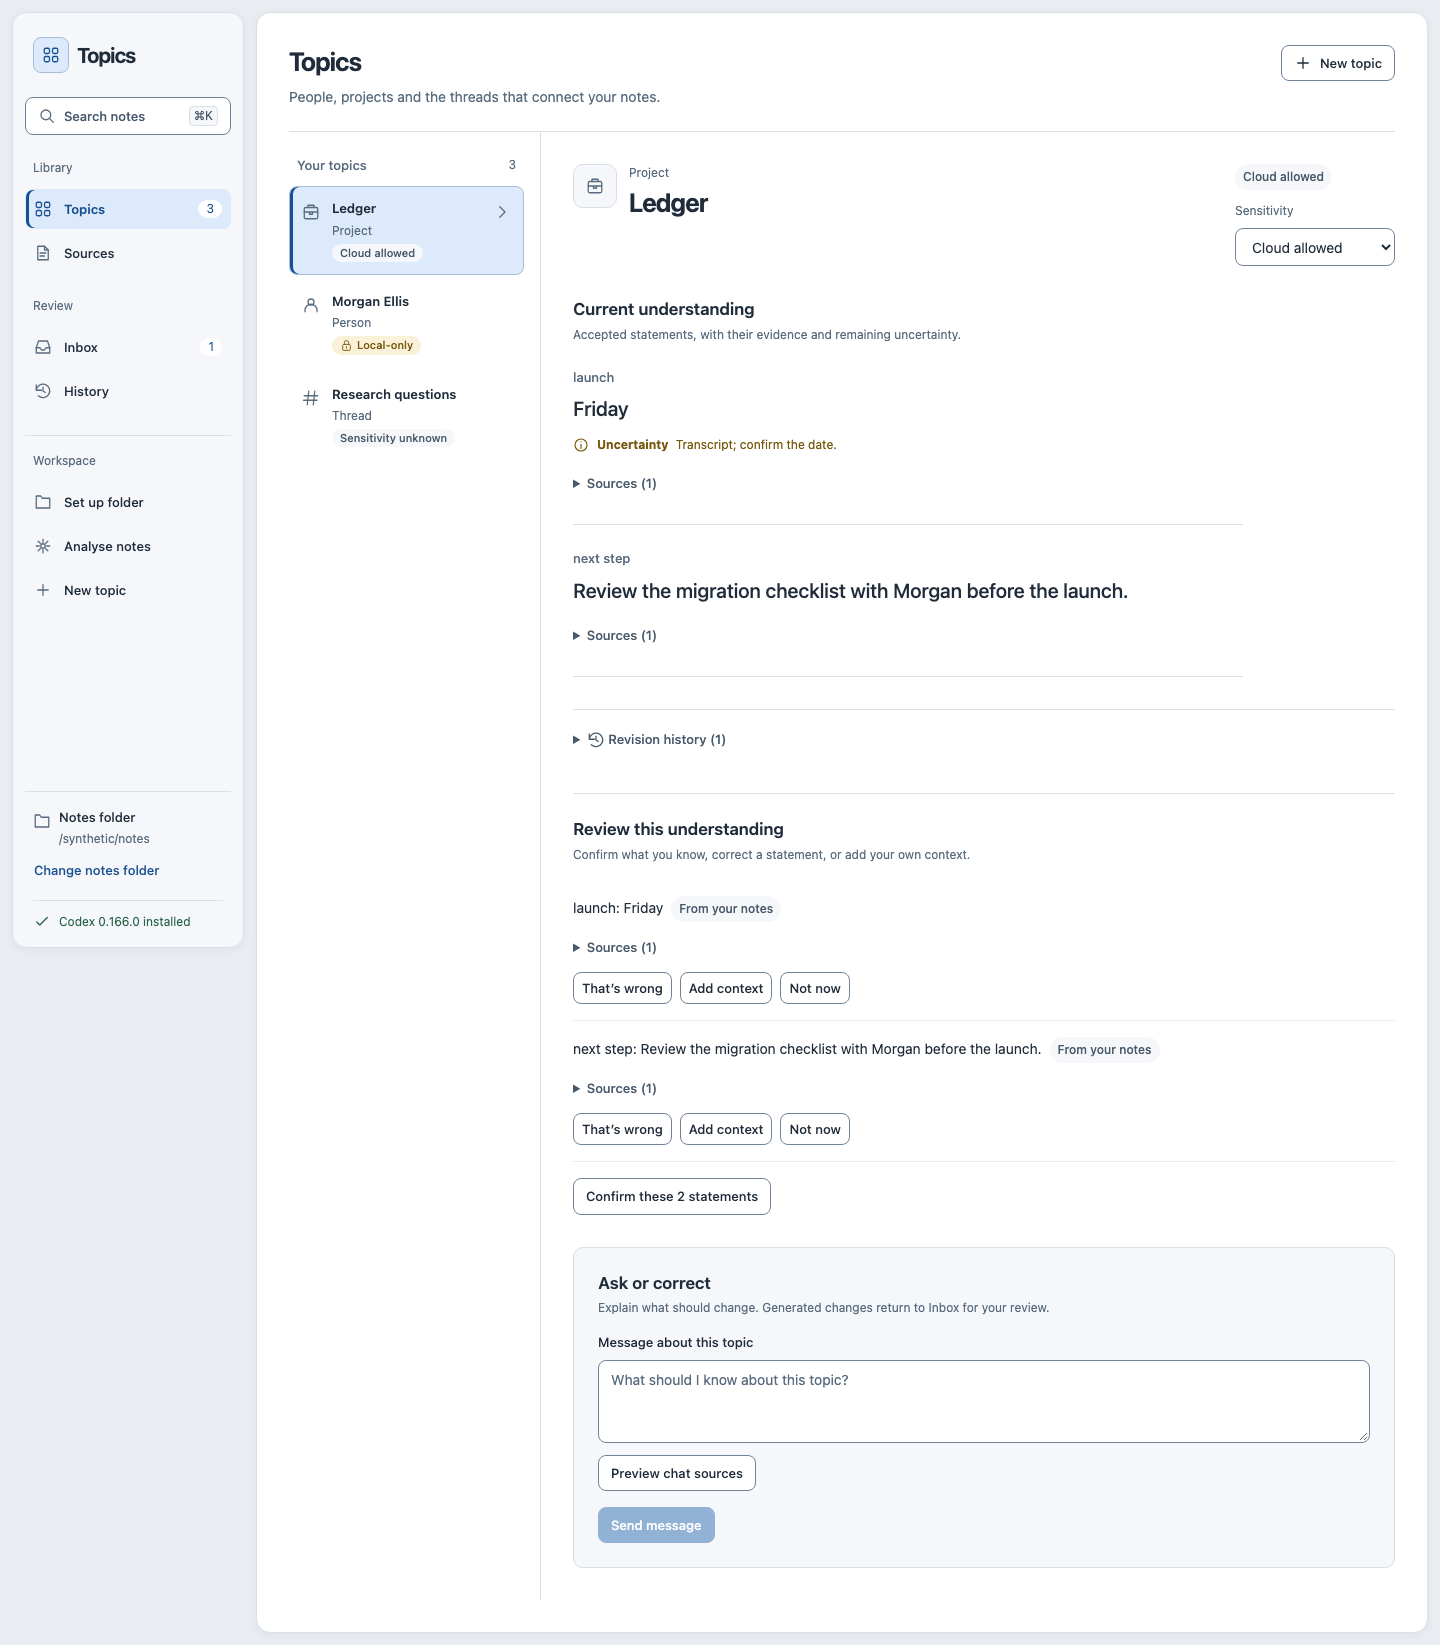 Topics
Search notes ⌘K
Library
Topics 3
Sources
Review
Inbox 1
History
Workspace
Set up folder
Analyse notes
New topic
Notes folder
/synthetic/notes
Change notes folder
Codex 0.166.0 installed
Topics
New topic
People, projects and the threads that connect your notes.
Your topics 3
Ledger
Project
Cloud allowed
Morgan Ellis
Person
Local-only
Research questions
Thread
Sensitivity unknown
Project
Ledger
Cloud allowed
Sensitivity
Cloud allowed
Current understanding
Accepted statements, with their evidence and remaining uncertainty.
launch
Friday
Uncertainty Transcript; confirm the date.
Sources (1)
next step
Review the migration checklist with Morgan before the launch.
Sources (1)
Revision history (1)
Review this understanding
Confirm what you know, correct a statement, or add your own context.
launch: Friday From your notes
Sources (1)
That’s wrong Add context Not now
next step: Review the migration checklist with Morgan before the launch. From your notes
Sources (1)
That’s wrong Add context Not now
Confirm these 2 statements
Ask or correct
Explain what should change. Generated changes return to Inbox for your review.
Message about this topic
What should I know about this topic?
Preview chat sources
Send message